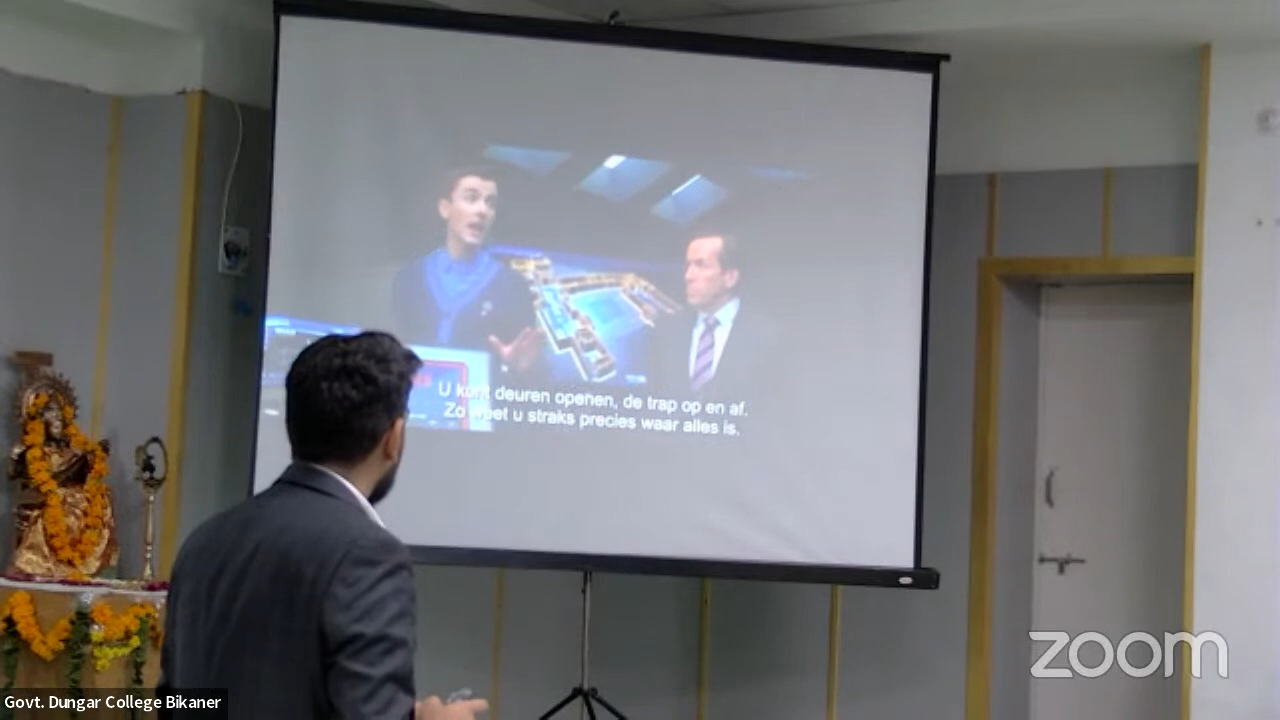 U kunt deuren openen, de trap op en af.
Zo weet u straks precies waar alles is.
zoom
Govt. Dungar College Bikaner